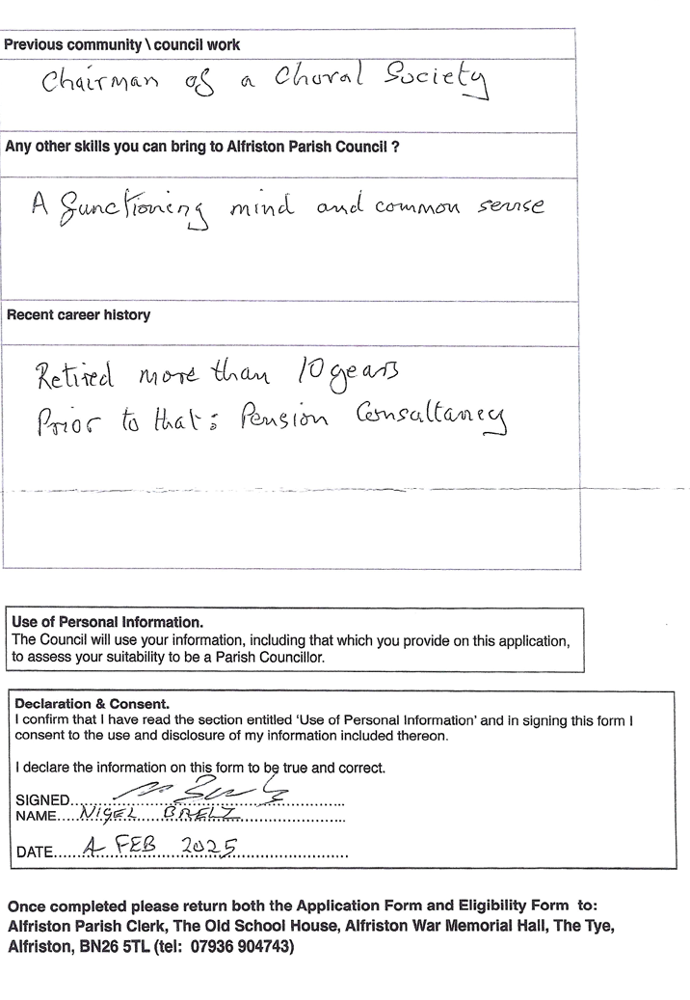 Previous community \ council work
Chairman of a Choral Society
Any other skills you can bring to Alfriston Parish Council ?
A functioning mind and common sense
Recent career history
Retired more than 10 years
Prior to that : Pension Consultancy
Use of Personal Information.
The Council will use your information, including that which you provide on this application,
to assess your suitability to be a Parish Councillor.
Declaration & Consent.
I confirm that I have read the section entitled ‘Use of Personal Information’ and in signing this form I
consent to the use and disclosure of my information included thereon.
I declare the information on this form to be true and correct.
SIGNED
NAME....NIGEL BRELZ
DATE......4 FEB 2025
Once completed please return both the Application Form and Eligibility Form to:
Alfriston Parish Clerk, The Old School House, Alfriston War Memorial Hall, The Tye,
Alfriston, BN26 5TL (tel: 07936 904743)